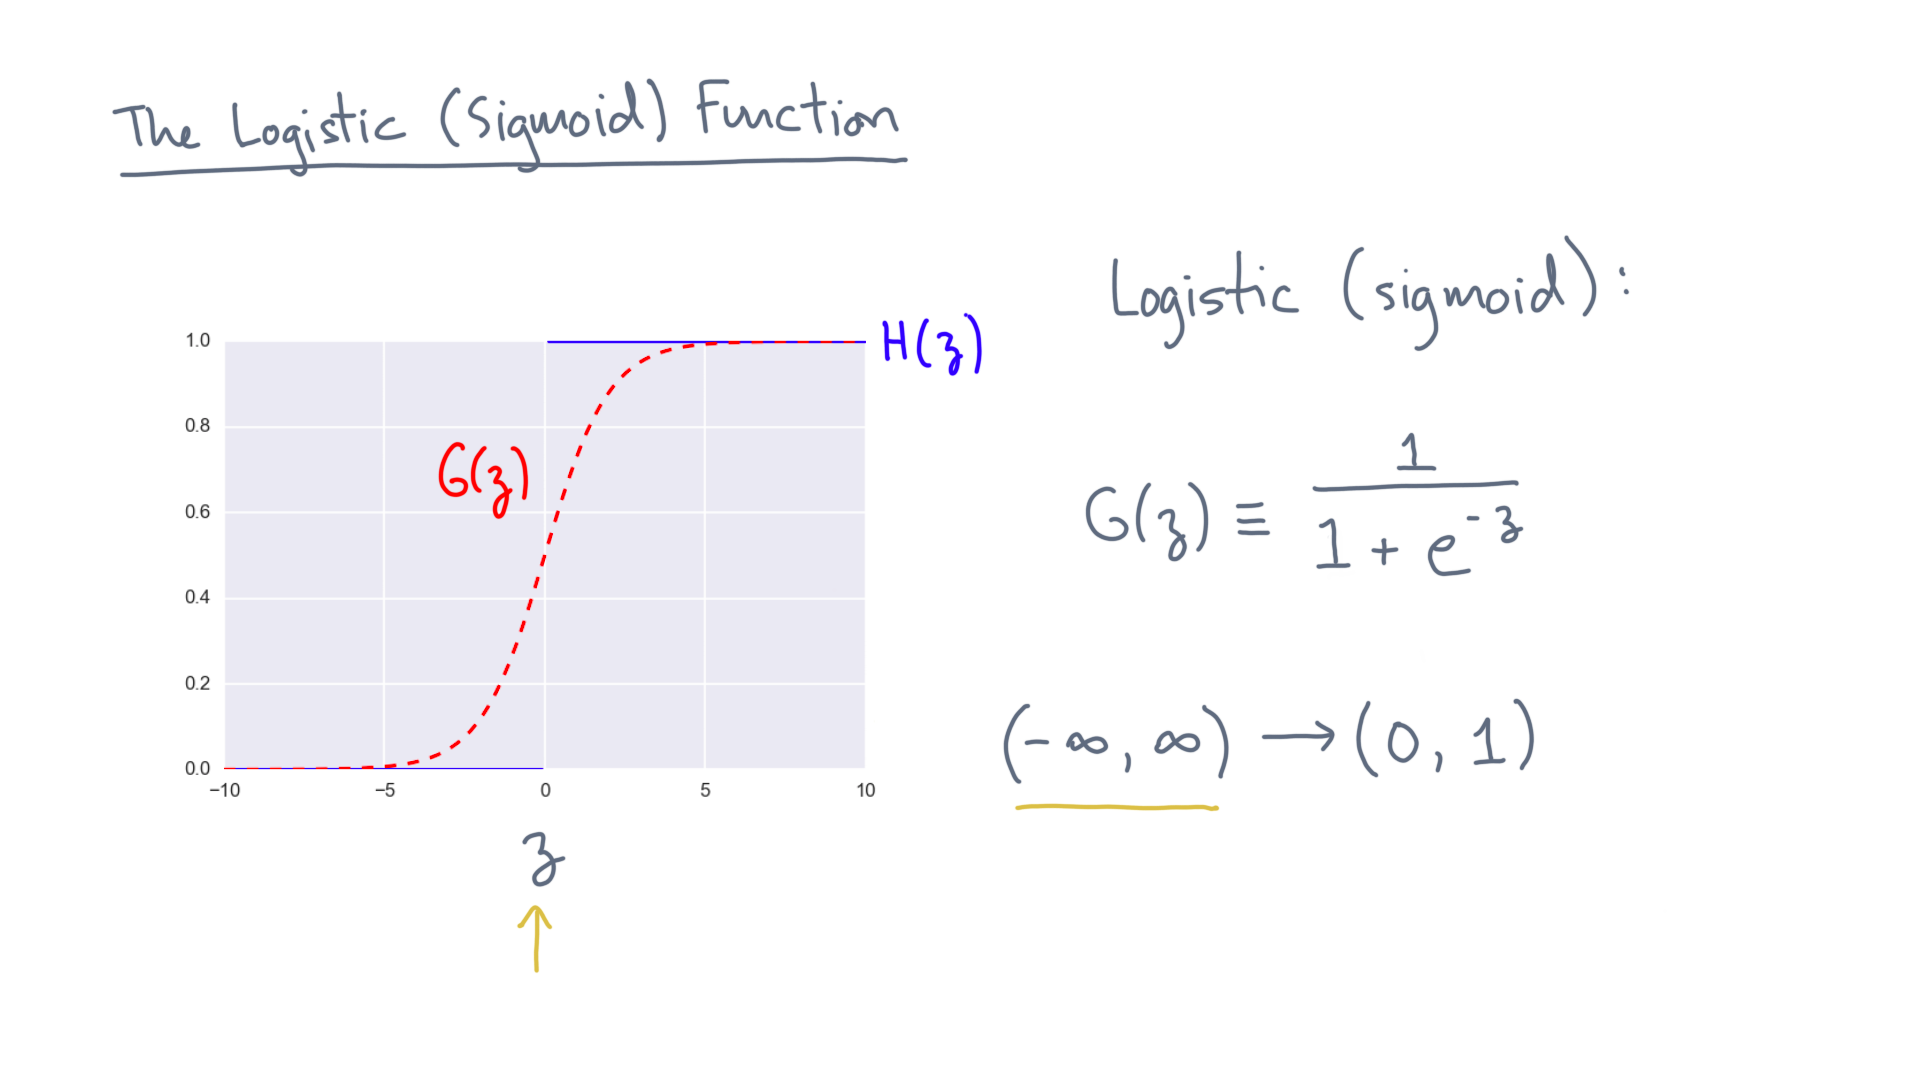 The Logistic (Sigmoid) Function
Logistic (sigmoid):
1.0
0.8
0.6
0.4
0.2
0.0
−10 −5 0 5 10
H(z)
G(z)
z
G(z) ≡ 1 / (1 + e^{-z})
(-∞, ∞) → (0, 1)